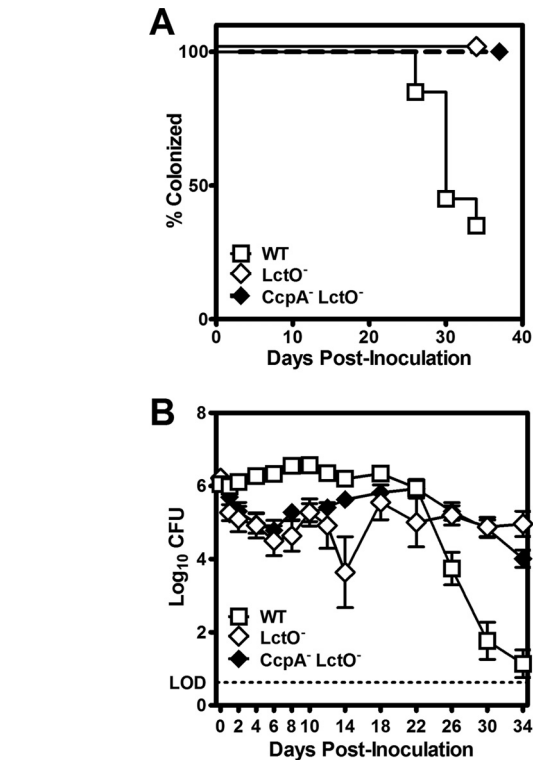 A
100
50
0
% Colonized
WT
LctO⁻
CcpA⁻ LctO⁻
0 10 20 30 40
Days Post-Inoculation
B
8
6
4
2
LOD
0
Log₁₀ CFU
WT
LctO⁻
CcpA⁻ LctO⁻
0 2 4 6 8 10 14 18 22 26 30 34
Days Post-Inoculation